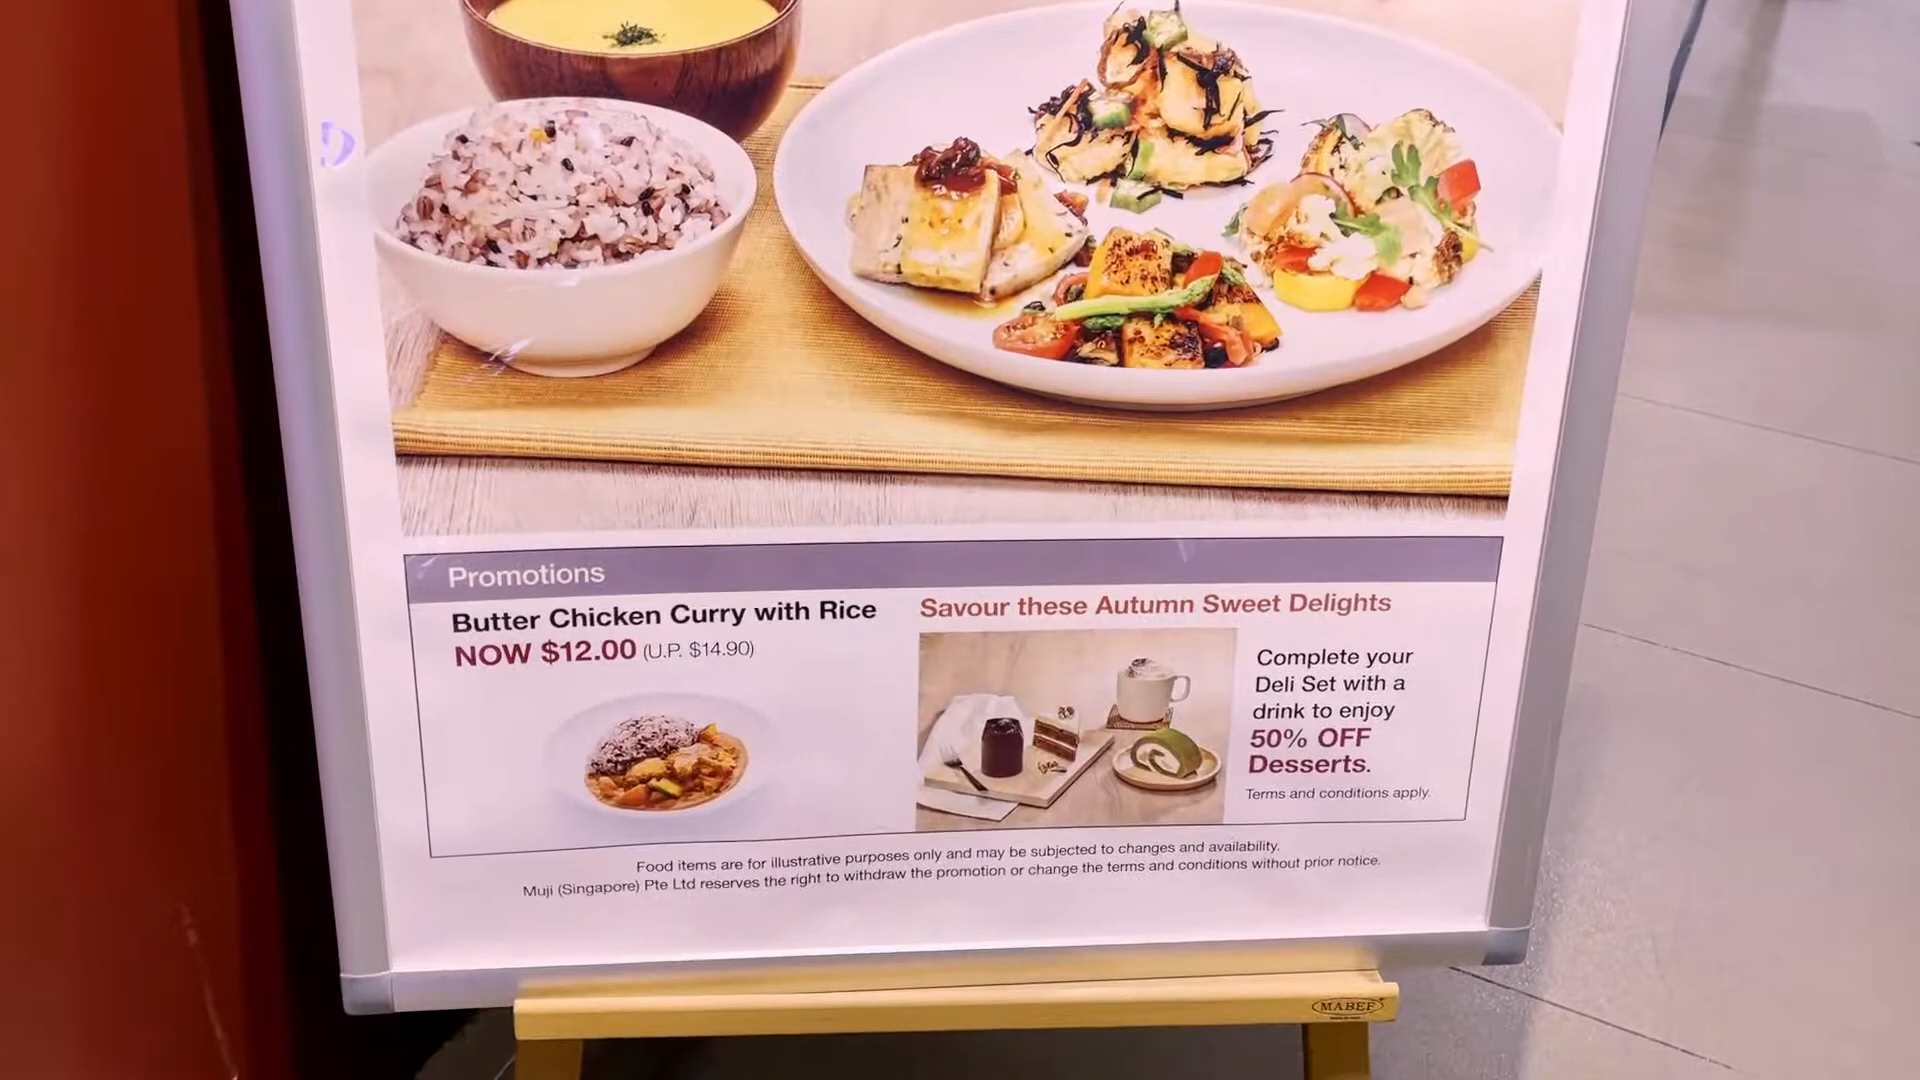 Promotions
Butter Chicken Curry with Rice
NOW $12.00 (U.P. $14.90)
Savour these Autumn Sweet Delights
Complete your
Deli Set with a
drink to enjoy
50% OFF
Desserts.
Terms and conditions apply.
Food items are for illustrative purposes only and may be subjected to changes and availability.
Muji (Singapore) Pte Ltd reserves the right to withdraw the promotion or change the terms and conditions without prior notice.
MABEF